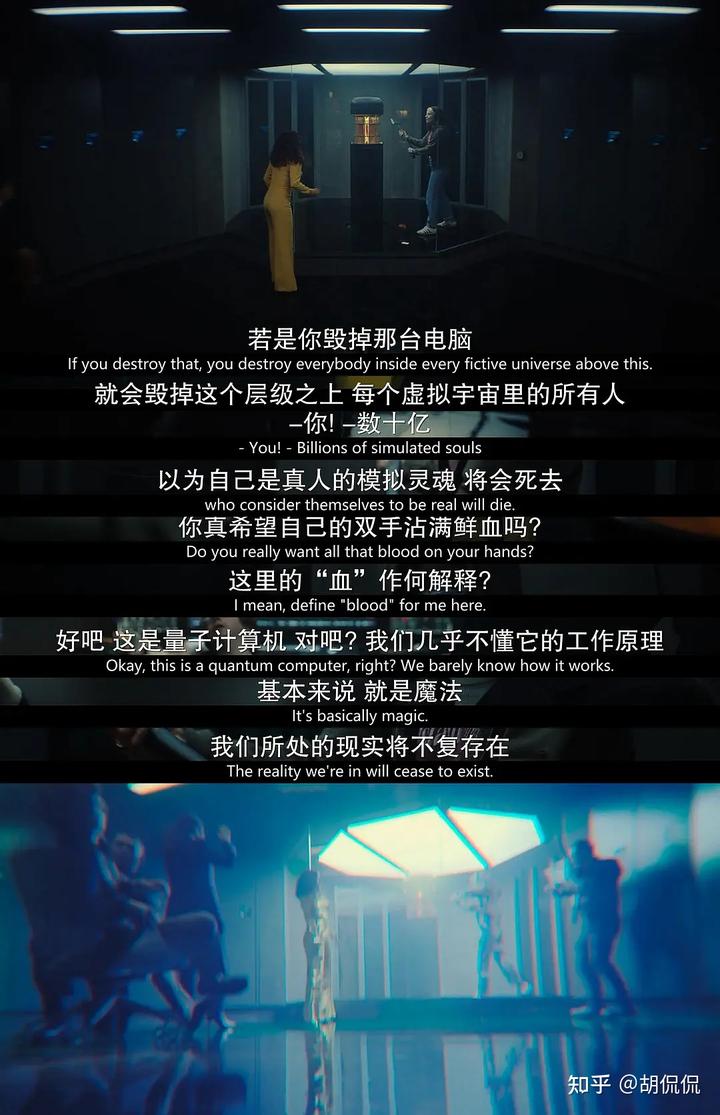 若是你毁掉那台电脑
If you destroy that, you destroy everybody inside every fictive universe above this.
就会毁掉这个层级之上 每个虚拟宇宙里的所有人
–你! –数十亿
- You! - Billions of simulated souls
以为自己是真人的模拟灵魂 将会死去
who consider themselves to be real will die.
你真希望自己的双手沾满鲜血吗?
Do you really want all that blood on your hands?
这里的“血”作何解释?
I mean, define "blood" for me here.
好吧 这是量子计算机 对吧? 我们几乎不懂它的工作原理
Okay, this is a quantum computer, right? We barely know how it works.
基本来说 就是魔法
It's basically magic.
我们所处的现实将不复存在
The reality we're in will cease to exist.
知乎 @胡侃侃